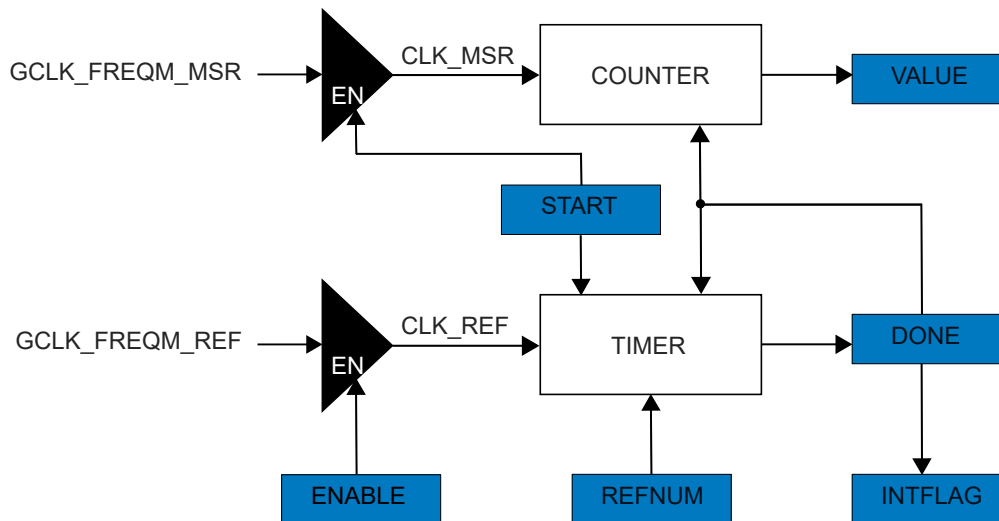 GCLK_FREQM_MSR
EN
CLK_MSR
COUNTER
VALUE
START
GCLK_FREQM_REF
EN
CLK_REF
TIMER
DONE
ENABLE
REFNUM
INTFLAG